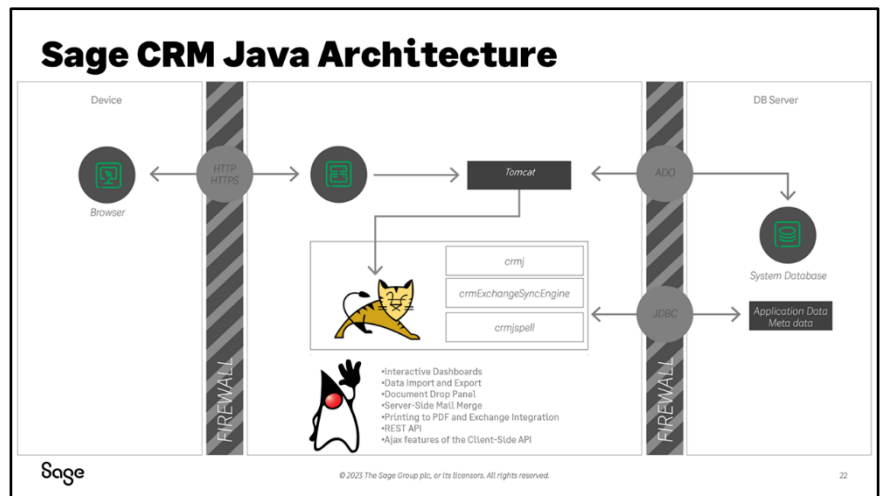 Sage CRM Java Architecture
Device
DB Server
HTTP
HTTPS
Tomcat
ADO
Browser
System Database
crmj
crmExchangeSyncEngine
crmjspell
JDBC
Application Data
Meta data
FIREWALL
FIREWALL
•Interactive Dashboards
•Data Import and Export
•Document Drop Panel
•Server-Side Mail Merge
•Printing to PDF and Exchange Integration
•REST API
•Ajax features of the Client-Side API
Sage
© 2023 The Sage Group plc, or its licensors. All rights reserved.
22